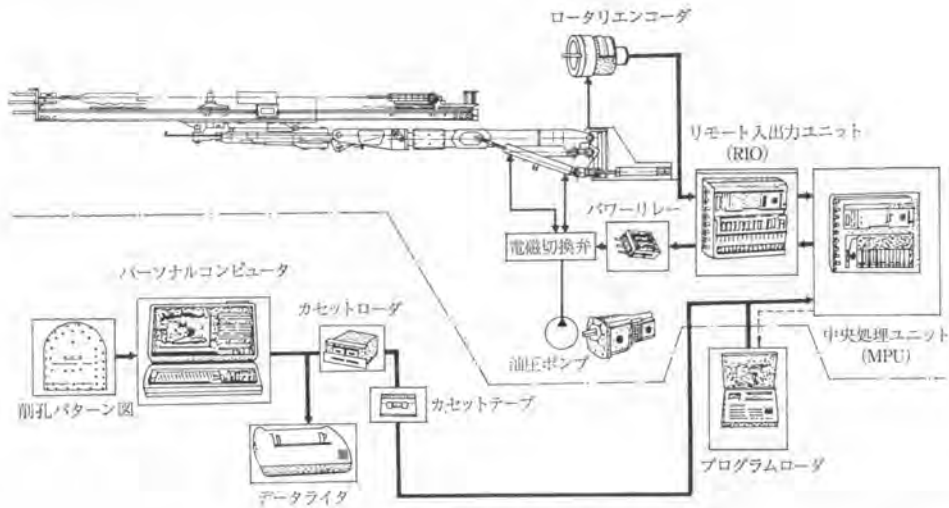 ロータリエンコーダ
リモート入出力ユニット
(RIO)
パワーリレー
電磁切換弁
パーソナルコンピュータ
カセットローダ
油圧ポンプ
中央処理ユニット
(MPU)
削孔パターン図
カセットテープ
データライタ
プログラムローダ